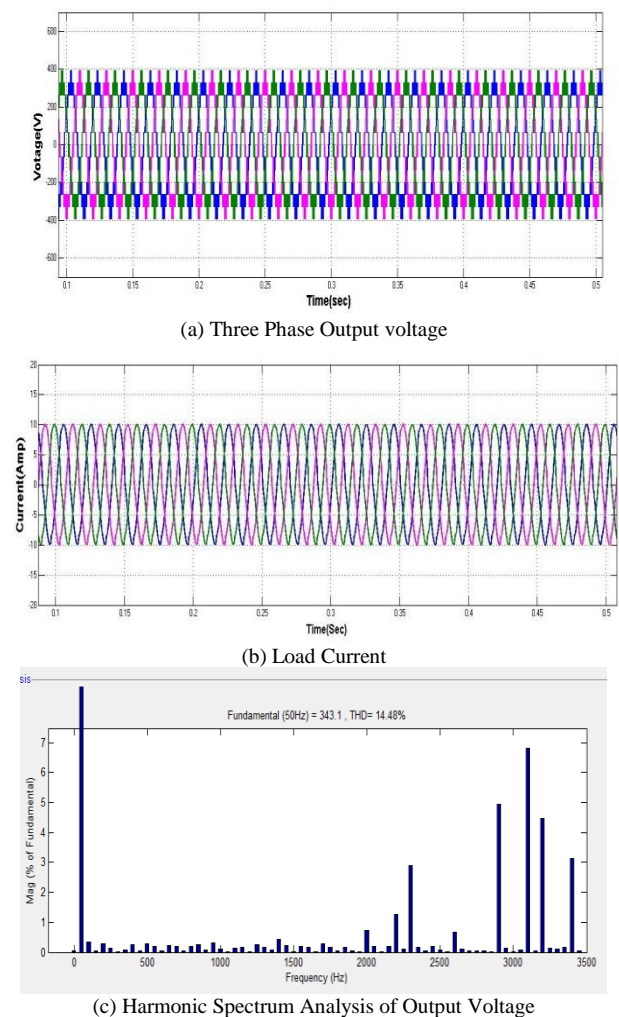 600
400
200
0
-200
-400
-600
Votage(V)
0.1 0.15 0.2 0.25 0.3 0.35 0.4 0.45 0.5
Time(sec)
(a) Three Phase Output voltage
20
15
10
5
0
-5
-10
-15
-20
Current(Amp)
0.1 0.15 0.2 0.25 0.3 0.35 0.4 0.45 0.5
Time(Sec)
(b) Load Current
sis
Fundamental (50Hz) = 343.1 , THD= 14.48%
7
6
5
4
3
2
1
0
Mag (% of Fundamental)
0 500 1000 1500 2000 2500 3000 3500
Frequency (Hz)
(c) Harmonic Spectrum Analysis of Output Voltage